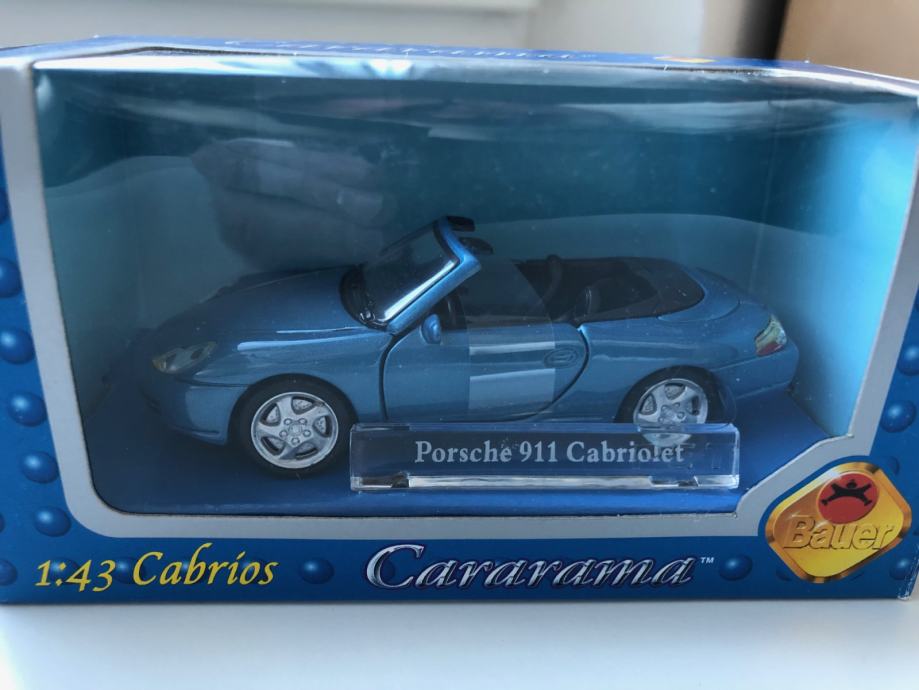 Porsche 911 Cabriolet
Bauer
1:43 Cabrios
Cararama™